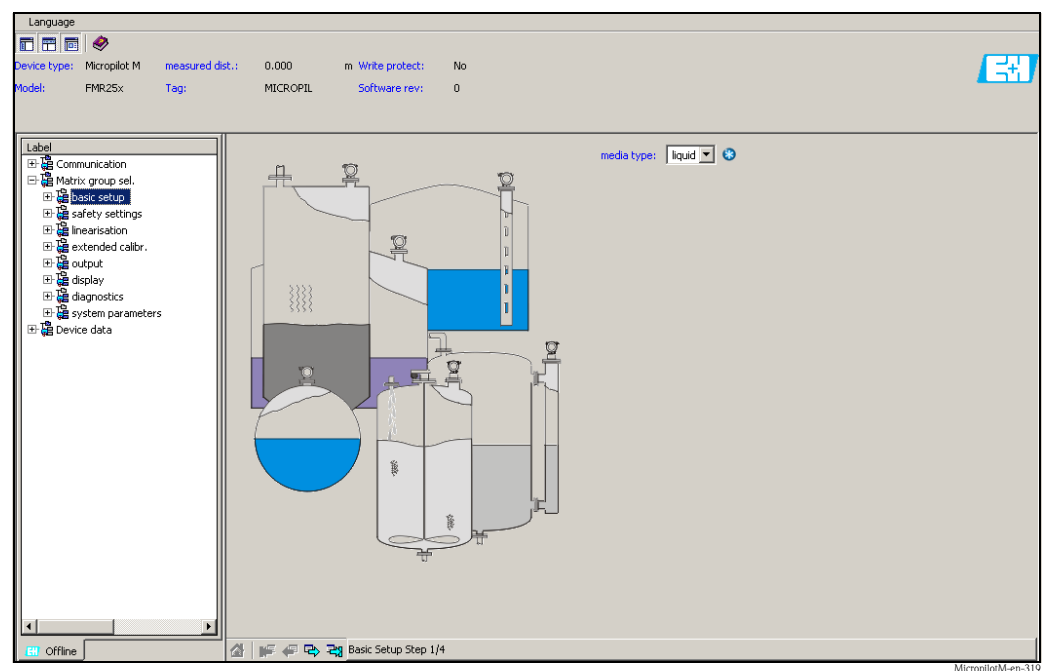 Language
Device type: Micropilot M measured dist.: 0.000 m Write protect: No
Model: FMR25x Tag: MICROPIL Software rev: 0
E+H
Label
Communication
Matrix group sel.
basic setup
safety settings
linearisation
extended calibr.
output
display
diagnostics
system parameters
Device data
media type: liquid
Offline
Basic Setup Step 1/4
MicropilotM-en-319